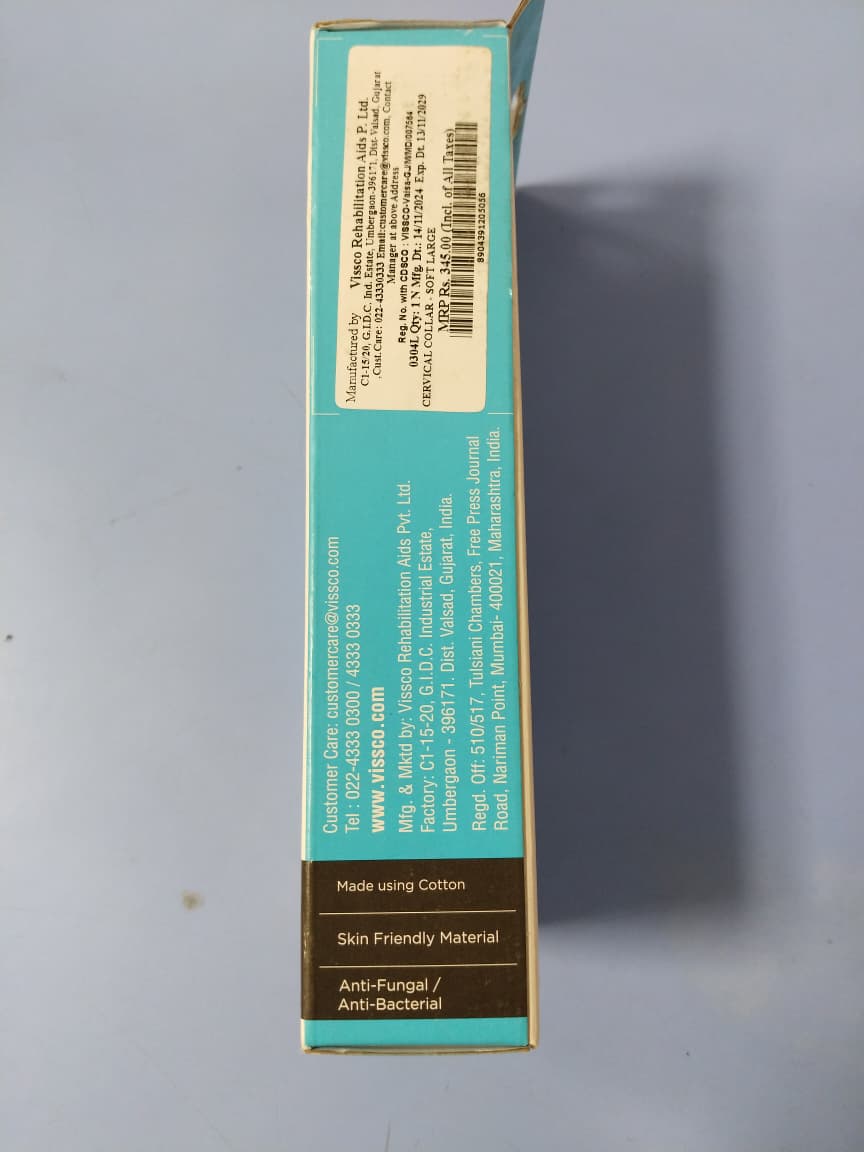 Manufactured by Vissco Rehabilitation Aids P. Ltd.
C1-15/20, G.I.D.C. Ind. Estate, Umbergaon-396171, Dist- Valsad, Gujarat
,Cust.Care: 022-43330333 Email:customercare@vissco.com, Contact
Manager at above Address
Reg. No. with CDSCO : VISSCO-Valsa-GJ/M/MD/007564
0304L Qty: 1 N Mfg. Dt.: 14/11/2024 Exp. Dt. 13/11/2029
CERVICAL COLLAR - SOFT LARGE
MRP Rs. 345.00 (Incl. of All Taxes)
8904391205056
Customer Care: customercare@vissco.com
Tel : 022-4333 0300 / 4333 0333
www.vissco.com
Mfg. & Mktd by: Vissco Rehabilitation Aids Pvt. Ltd.
Factory: C1-15-20, G.I.D.C. Industrial Estate,
Umbergaon - 396171. Dist. Valsad, Gujarat, India.
Regd. Off: 510/517, Tulsiani Chambers, Free Press Journal
Road, Nariman Point, Mumbai- 400021, Maharashtra, India.
Made using Cotton
Skin Friendly Material
Anti-Fungal /
Anti-Bacterial